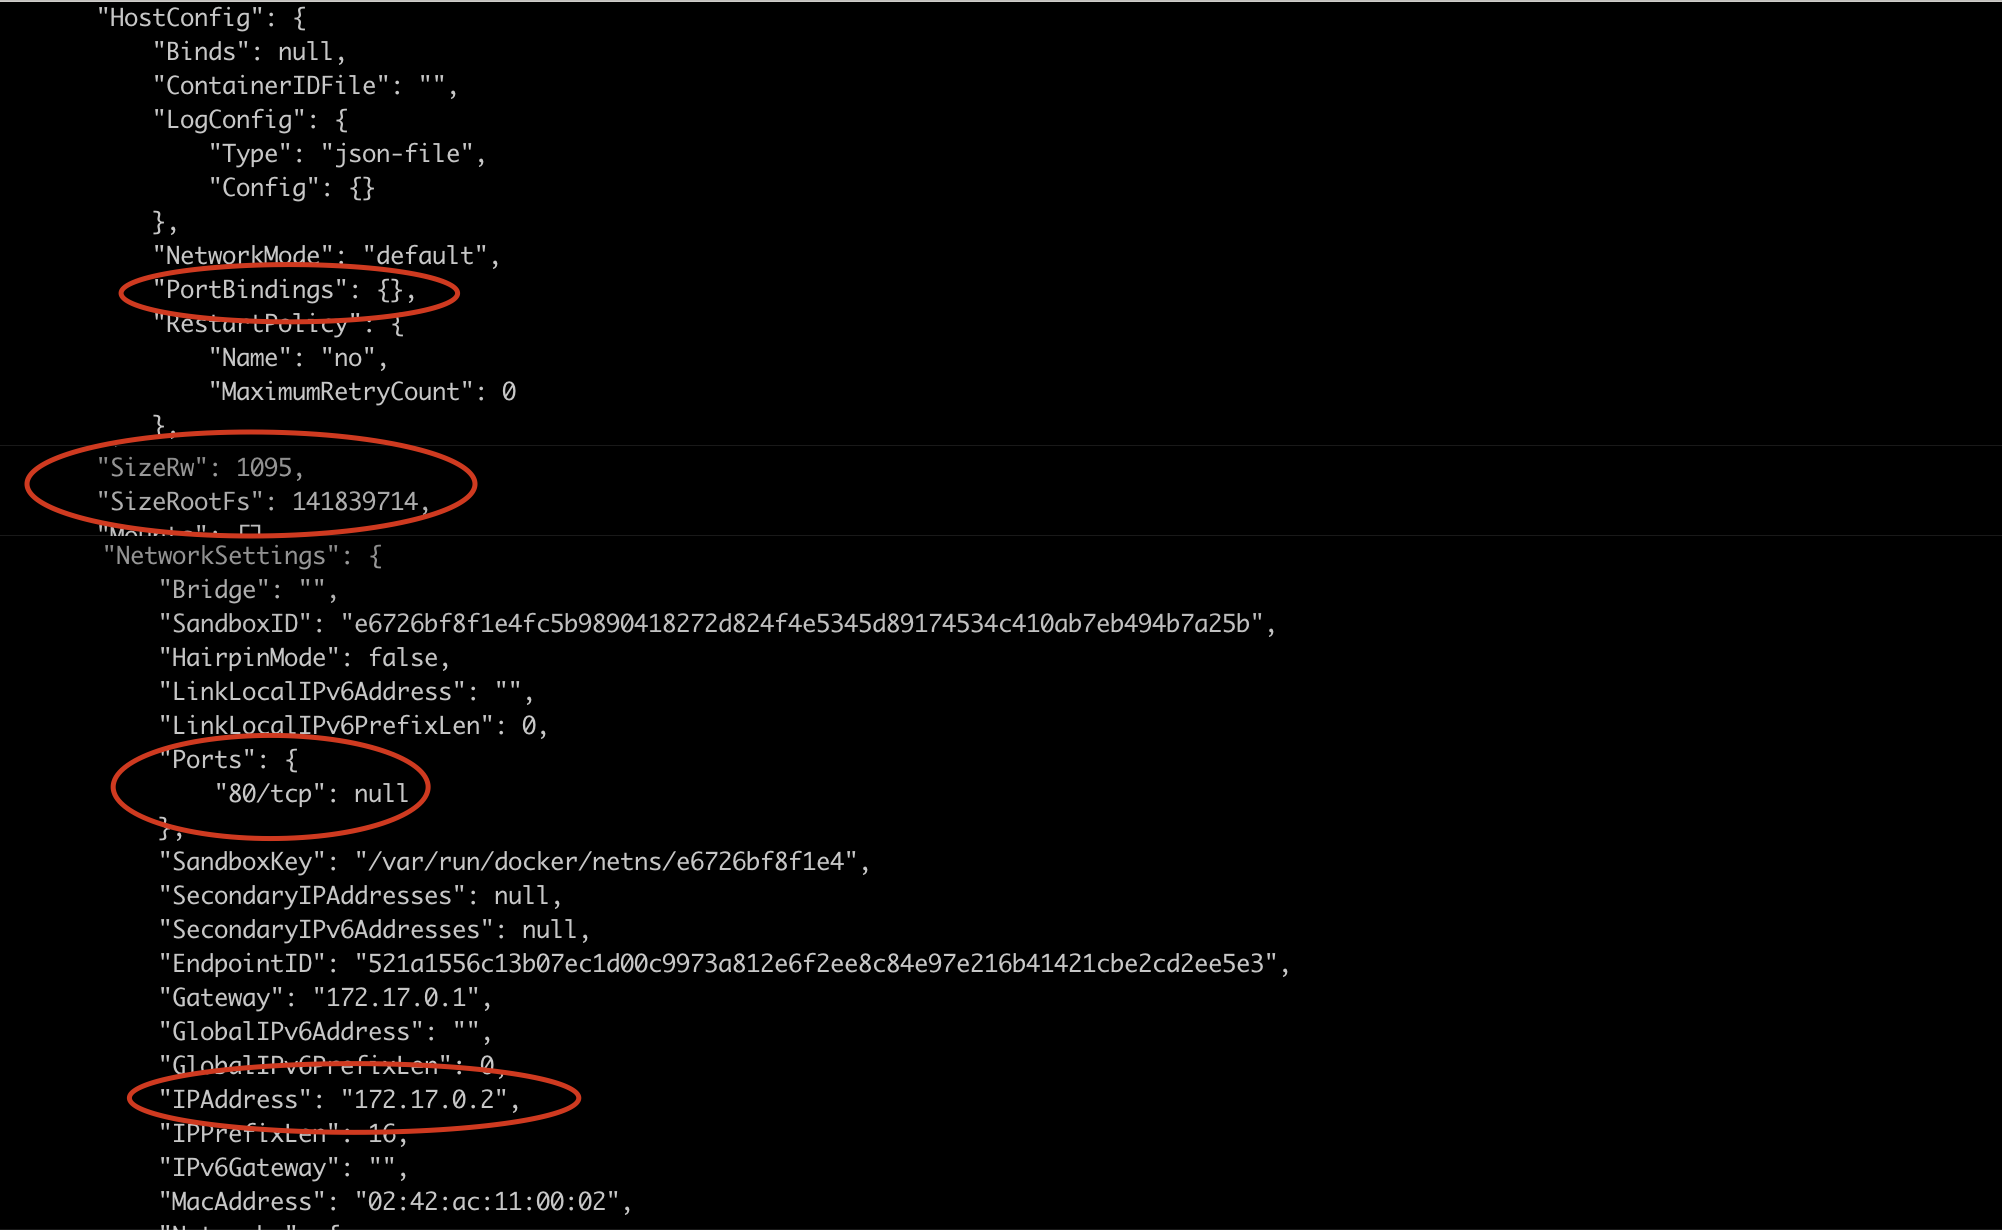 "HostConfig": {
"Binds": null,
"ContainerIDFile": "",
"LogConfig": {
"Type": "json-file",
"Config": {}
},
"NetworkMode": "default",
"PortBindings": {},
"RestartPolicy": {
"Name": "no",
"MaximumRetryCount": 0
},
"SizeRw": 1095,
"SizeRootFs": 141839714,
"Mounts": []
"NetworkSettings": {
"Bridge": "",
"SandboxID": "e6726bf8f1e4fc5b9890418272d824f4e5345d89174534c410ab7eb494b7a25b",
"HairpinMode": false,
"LinkLocalIPv6Address": "",
"LinkLocalIPv6PrefixLen": 0,
"Ports": {
"80/tcp": null
},
"SandboxKey": "/var/run/docker/netns/e6726bf8f1e4",
"SecondaryIPAddresses": null,
"SecondaryIPv6Addresses": null,
"EndpointID": "521a1556c13b07ec1d00c9973a812e6f2ee8c84e97e216b41421cbe2cd2ee5e3",
"Gateway": "172.17.0.1",
"GlobalIPv6Address": "",
"GlobalIPv6PrefixLen": 0,
"IPAddress": "172.17.0.2",
"IPPrefixLen": 16,
"IPv6Gateway": "",
"MacAddress": "02:42:ac:11:00:02",